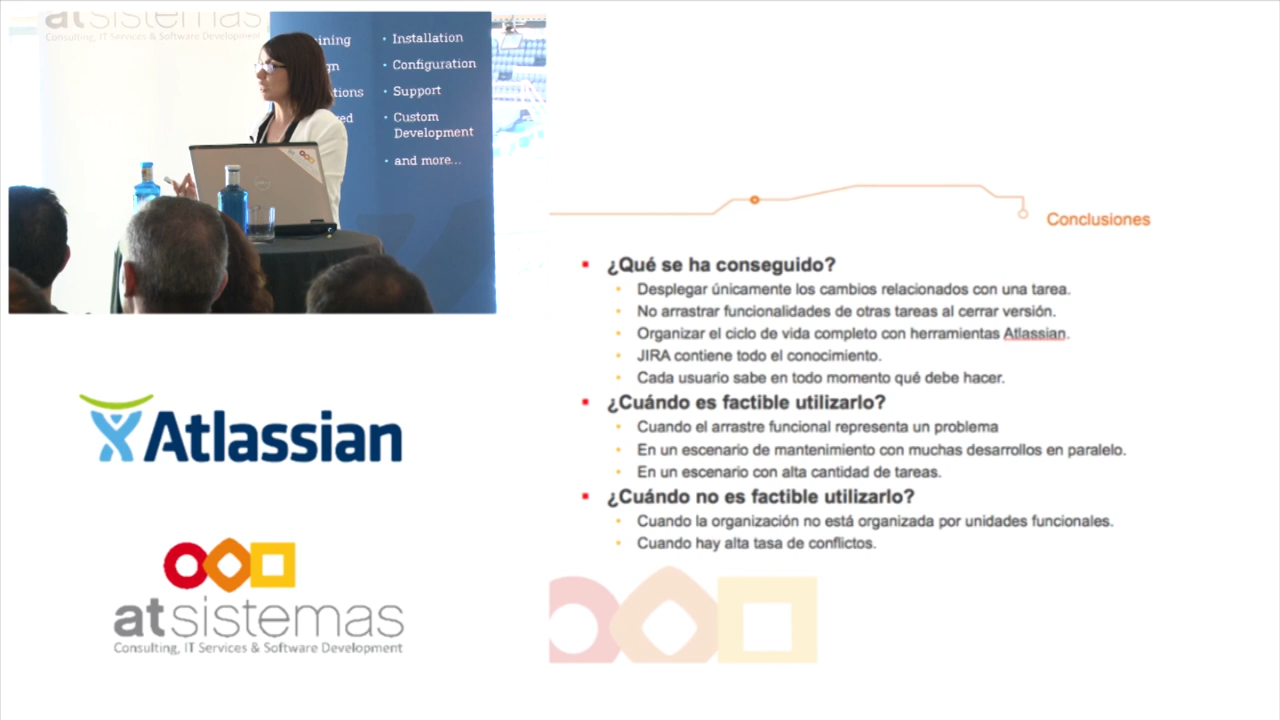 atsistemas
Consulting, IT Services & Software Development
Installation
Configuration
Support
Custom
Development
and more...
DELL
Atlassian
atsistemas
Consulting, IT Services & Software Development
Conclusiones
¿Qué se ha conseguido?
Desplegar únicamente los cambios relacionados con una tarea.
No arrastrar funcionalidades de otras tareas al cerrar versión.
Organizar el ciclo de vida completo con herramientas Atlassian.
JIRA contiene todo el conocimiento.
Cada usuario sabe en todo momento qué debe hacer.
¿Cuándo es factible utilizarlo?
Cuando el arrastre funcional representa un problema
En un escenario de mantenimiento con muchas desarrollos en paralelo.
En un escenario con alta cantidad de tareas.
¿Cuándo no es factible utilizarlo?
Cuando la organización no está organizada por unidades funcionales.
Cuando hay alta tasa de conflictos.